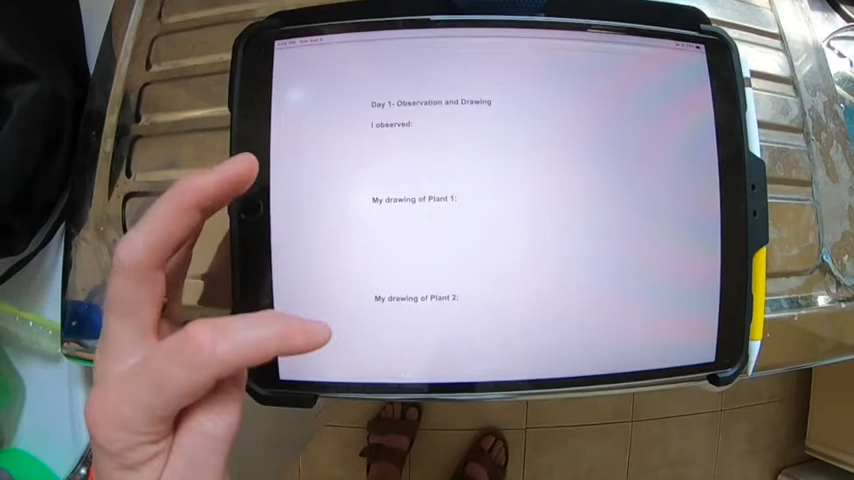 Day 1- Observation and Drawing
I observed:
My drawing of Plant 1:
My drawing of Plant 2: